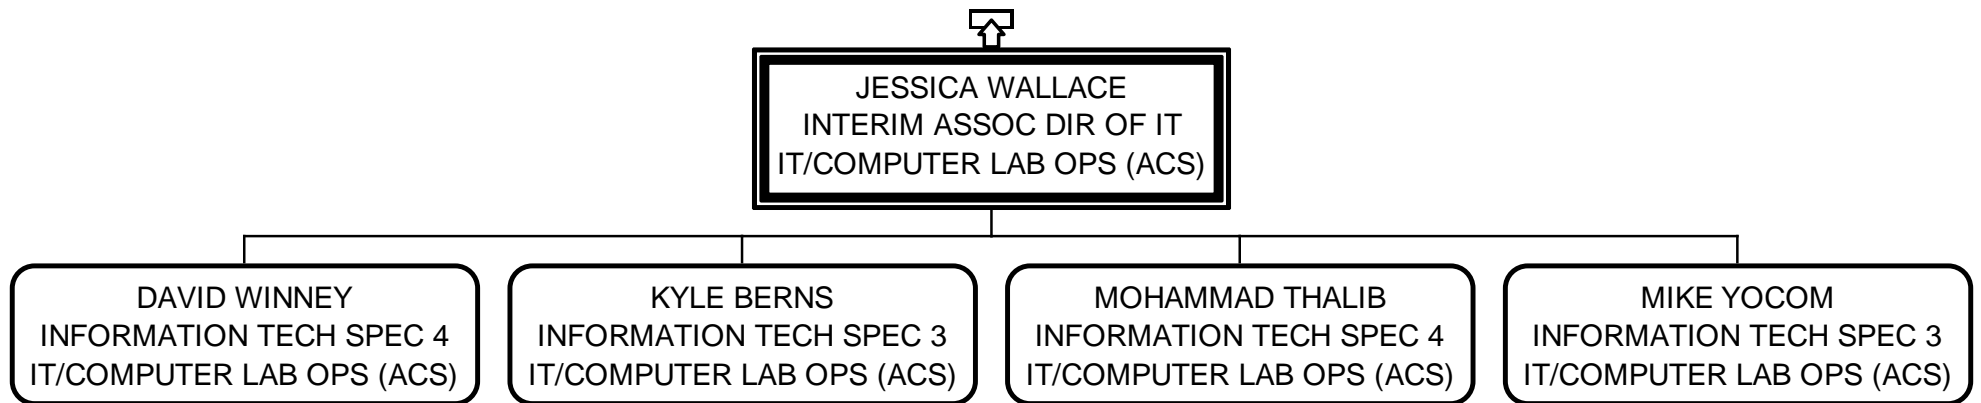 JESSICA WALLACE
INTERIM ASSOC DIR OF IT
IT/COMPUTER LAB OPS (ACS)
DAVID WINNEY
INFORMATION TECH SPEC 4
IT/COMPUTER LAB OPS (ACS)
KYLE BERNS
INFORMATION TECH SPEC 3
IT/COMPUTER LAB OPS (ACS)
MOHAMMAD THALIB
INFORMATION TECH SPEC 4
IT/COMPUTER LAB OPS (ACS)
MIKE YOCOM
INFORMATION TECH SPEC 3
IT/COMPUTER LAB OPS (ACS)